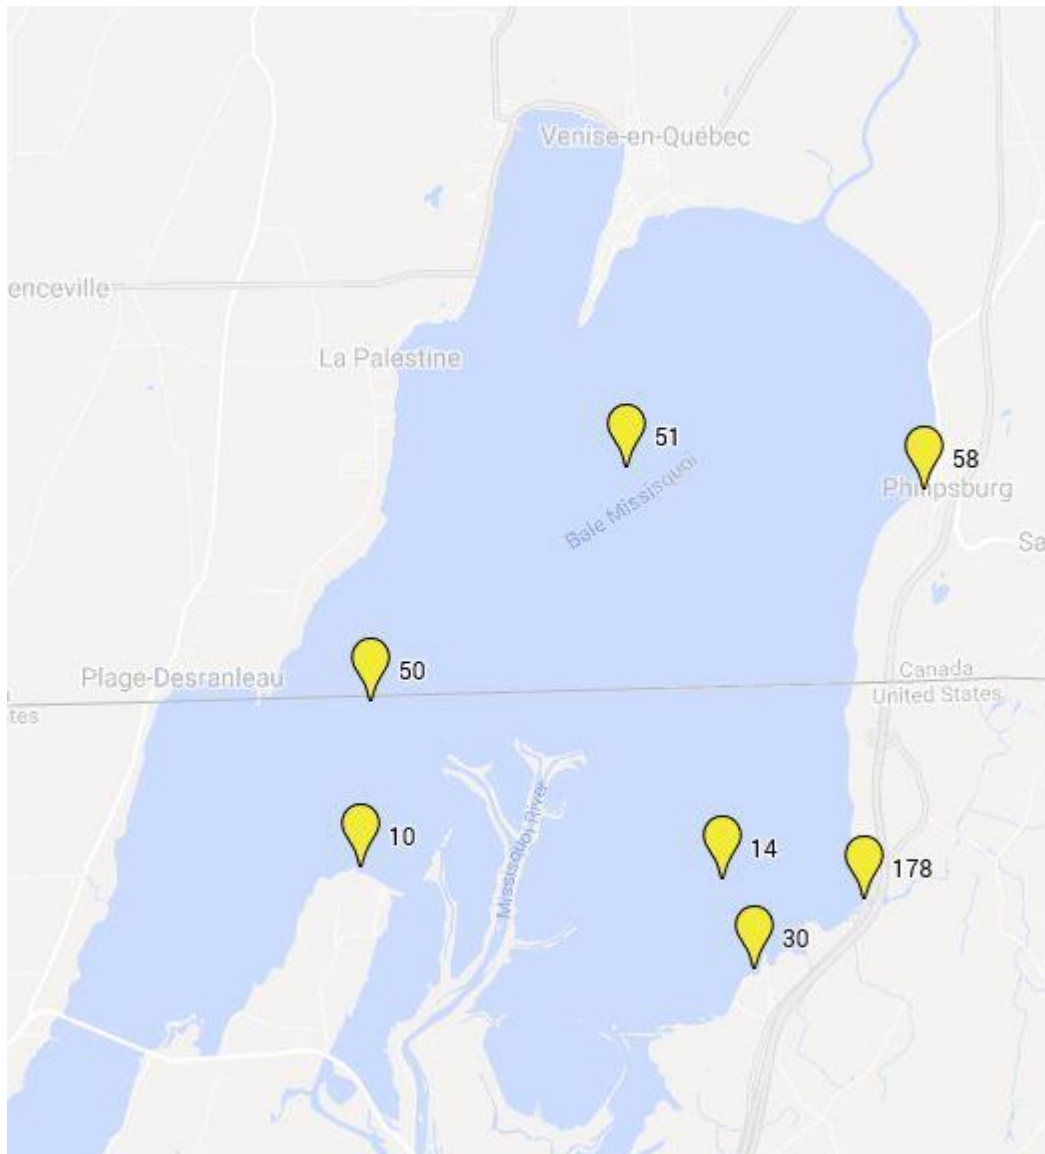 Venise-en-Québec
enceville
La Palestine
51
Baie Missisquoi
58
Philipsburg
Sa
50
Plage-Desranleau
Canada
United States
tes
Missisquoi River
10
14
178
30